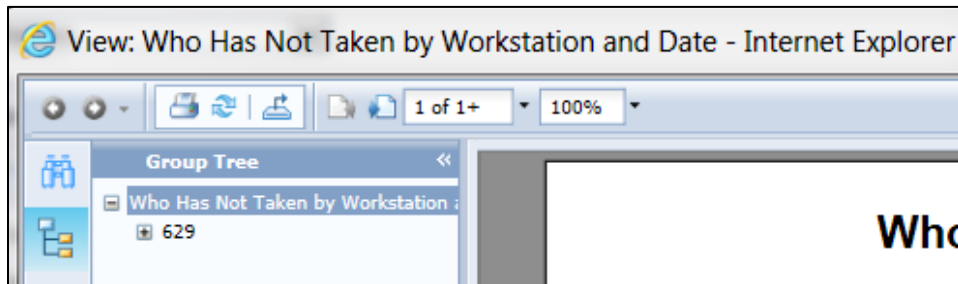 View: Who Has Not Taken by Workstation and Date - Internet Explorer
1 of 1+ 100%
Group Tree
Who Has Not Taken by Workstation
629
Who